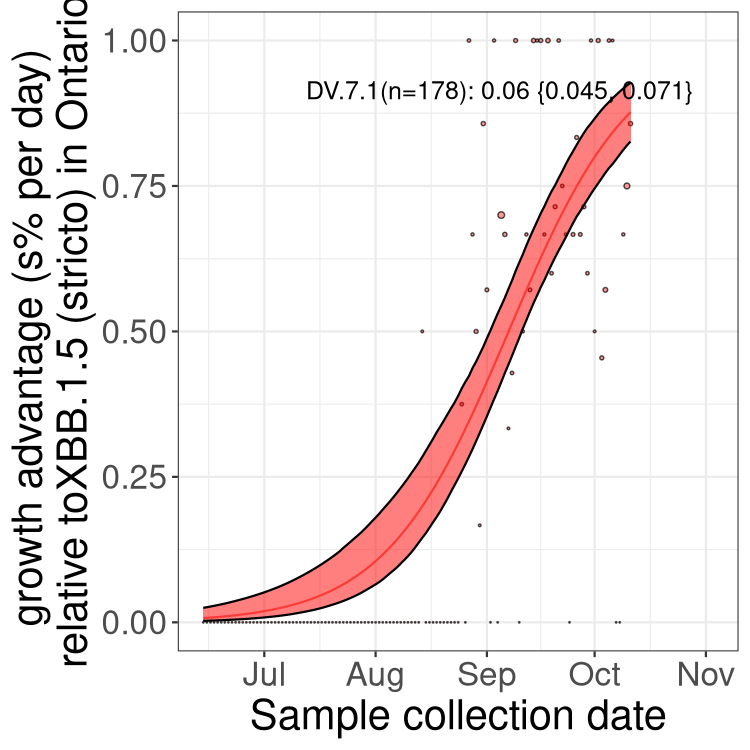 growth advantage (s% per day)
relative toXBB.1.5 (stricto) in Ontario
1.00
0.75
0.50
0.25
0.00
DV.7.1(n=178): 0.06 {0.045, 0.071}
Jul Aug Sep Oct Nov
Sample collection date